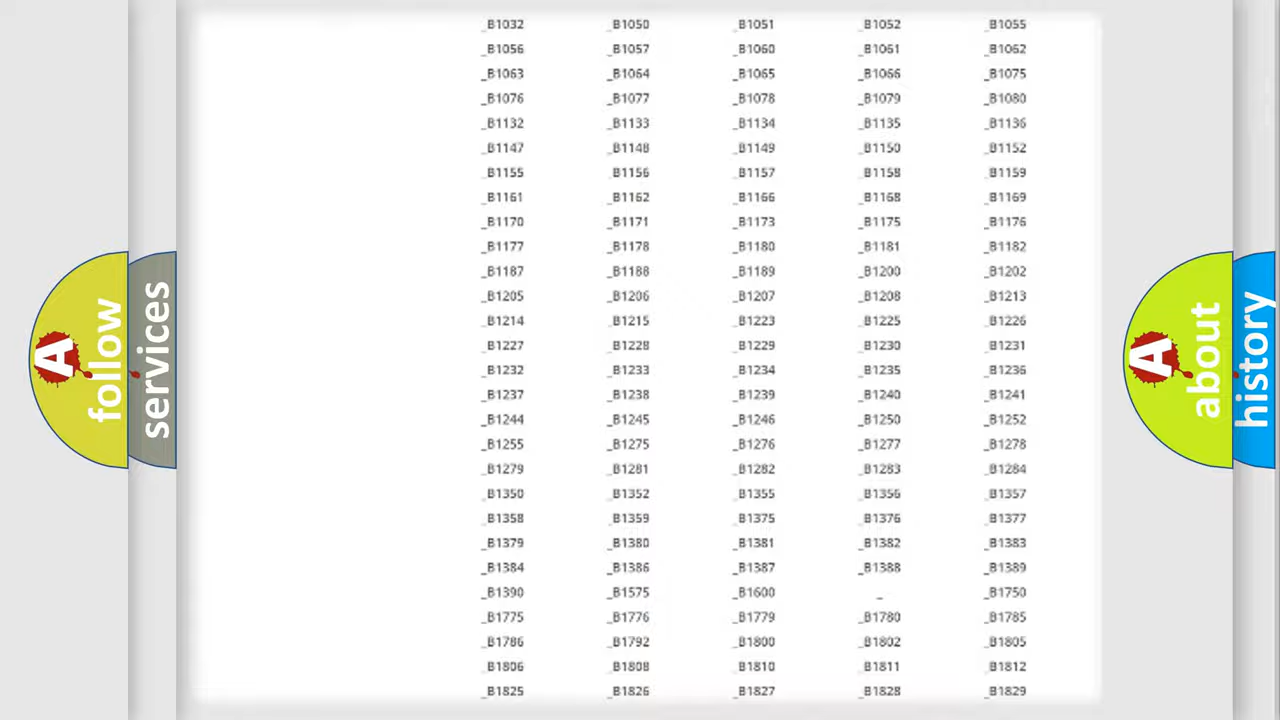 _B1032 _B1050 _B1051 _B1052 _B1055
_B1056 _B1057 _B1060 _B1061 _B1062
_B1063 _B1064 _B1065 _B1066 _B1075
_B1076 _B1077 _B1078 _B1079 _B1080
_B1132 _B1133 _B1134 _B1135 _B1136
_B1147 _B1148 _B1149 _B1150 _B1152
_B1155 _B1156 _B1157 _B1158 _B1159
_B1161 _B1162 _B1166 _B1168 _B1169
_B1170 _B1171 _B1173 _B1175 _B1176
_B1177 _B1178 _B1180 _B1181 _B1182
_B1187 _B1188 _B1189 _B1200 _B1202
_B1205 _B1206 _B1207 _B1208 _B1213
_B1214 _B1215 _B1223 _B1225 _B1226
_B1227 _B1228 _B1229 _B1230 _B1231
_B1232 _B1233 _B1234 _B1235 _B1236
_B1237 _B1238 _B1239 _B1240 _B1241
_B1244 _B1245 _B1246 _B1250 _B1252
_B1255 _B1275 _B1276 _B1277 _B1278
_B1279 _B1281 _B1282 _B1283 _B1284
_B1350 _B1352 _B1355 _B1356 _B1357
_B1358 _B1359 _B1375 _B1376 _B1377
_B1379 _B1380 _B1381 _B1382 _B1383
_B1384 _B1386 _B1387 _B1388 _B1389
_B1390 _B1575 _B1600 _ _B1750
_B1775 _B1776 _B1779 _B1780 _B1785
_B1786 _B1792 _B1800 _B1802 _B1805
_B1806 _B1808 _B1810 _B1811 _B1812
_B1825 _B1826 _B1827 _B1828 _B1829
A
follow
services
A
about
history